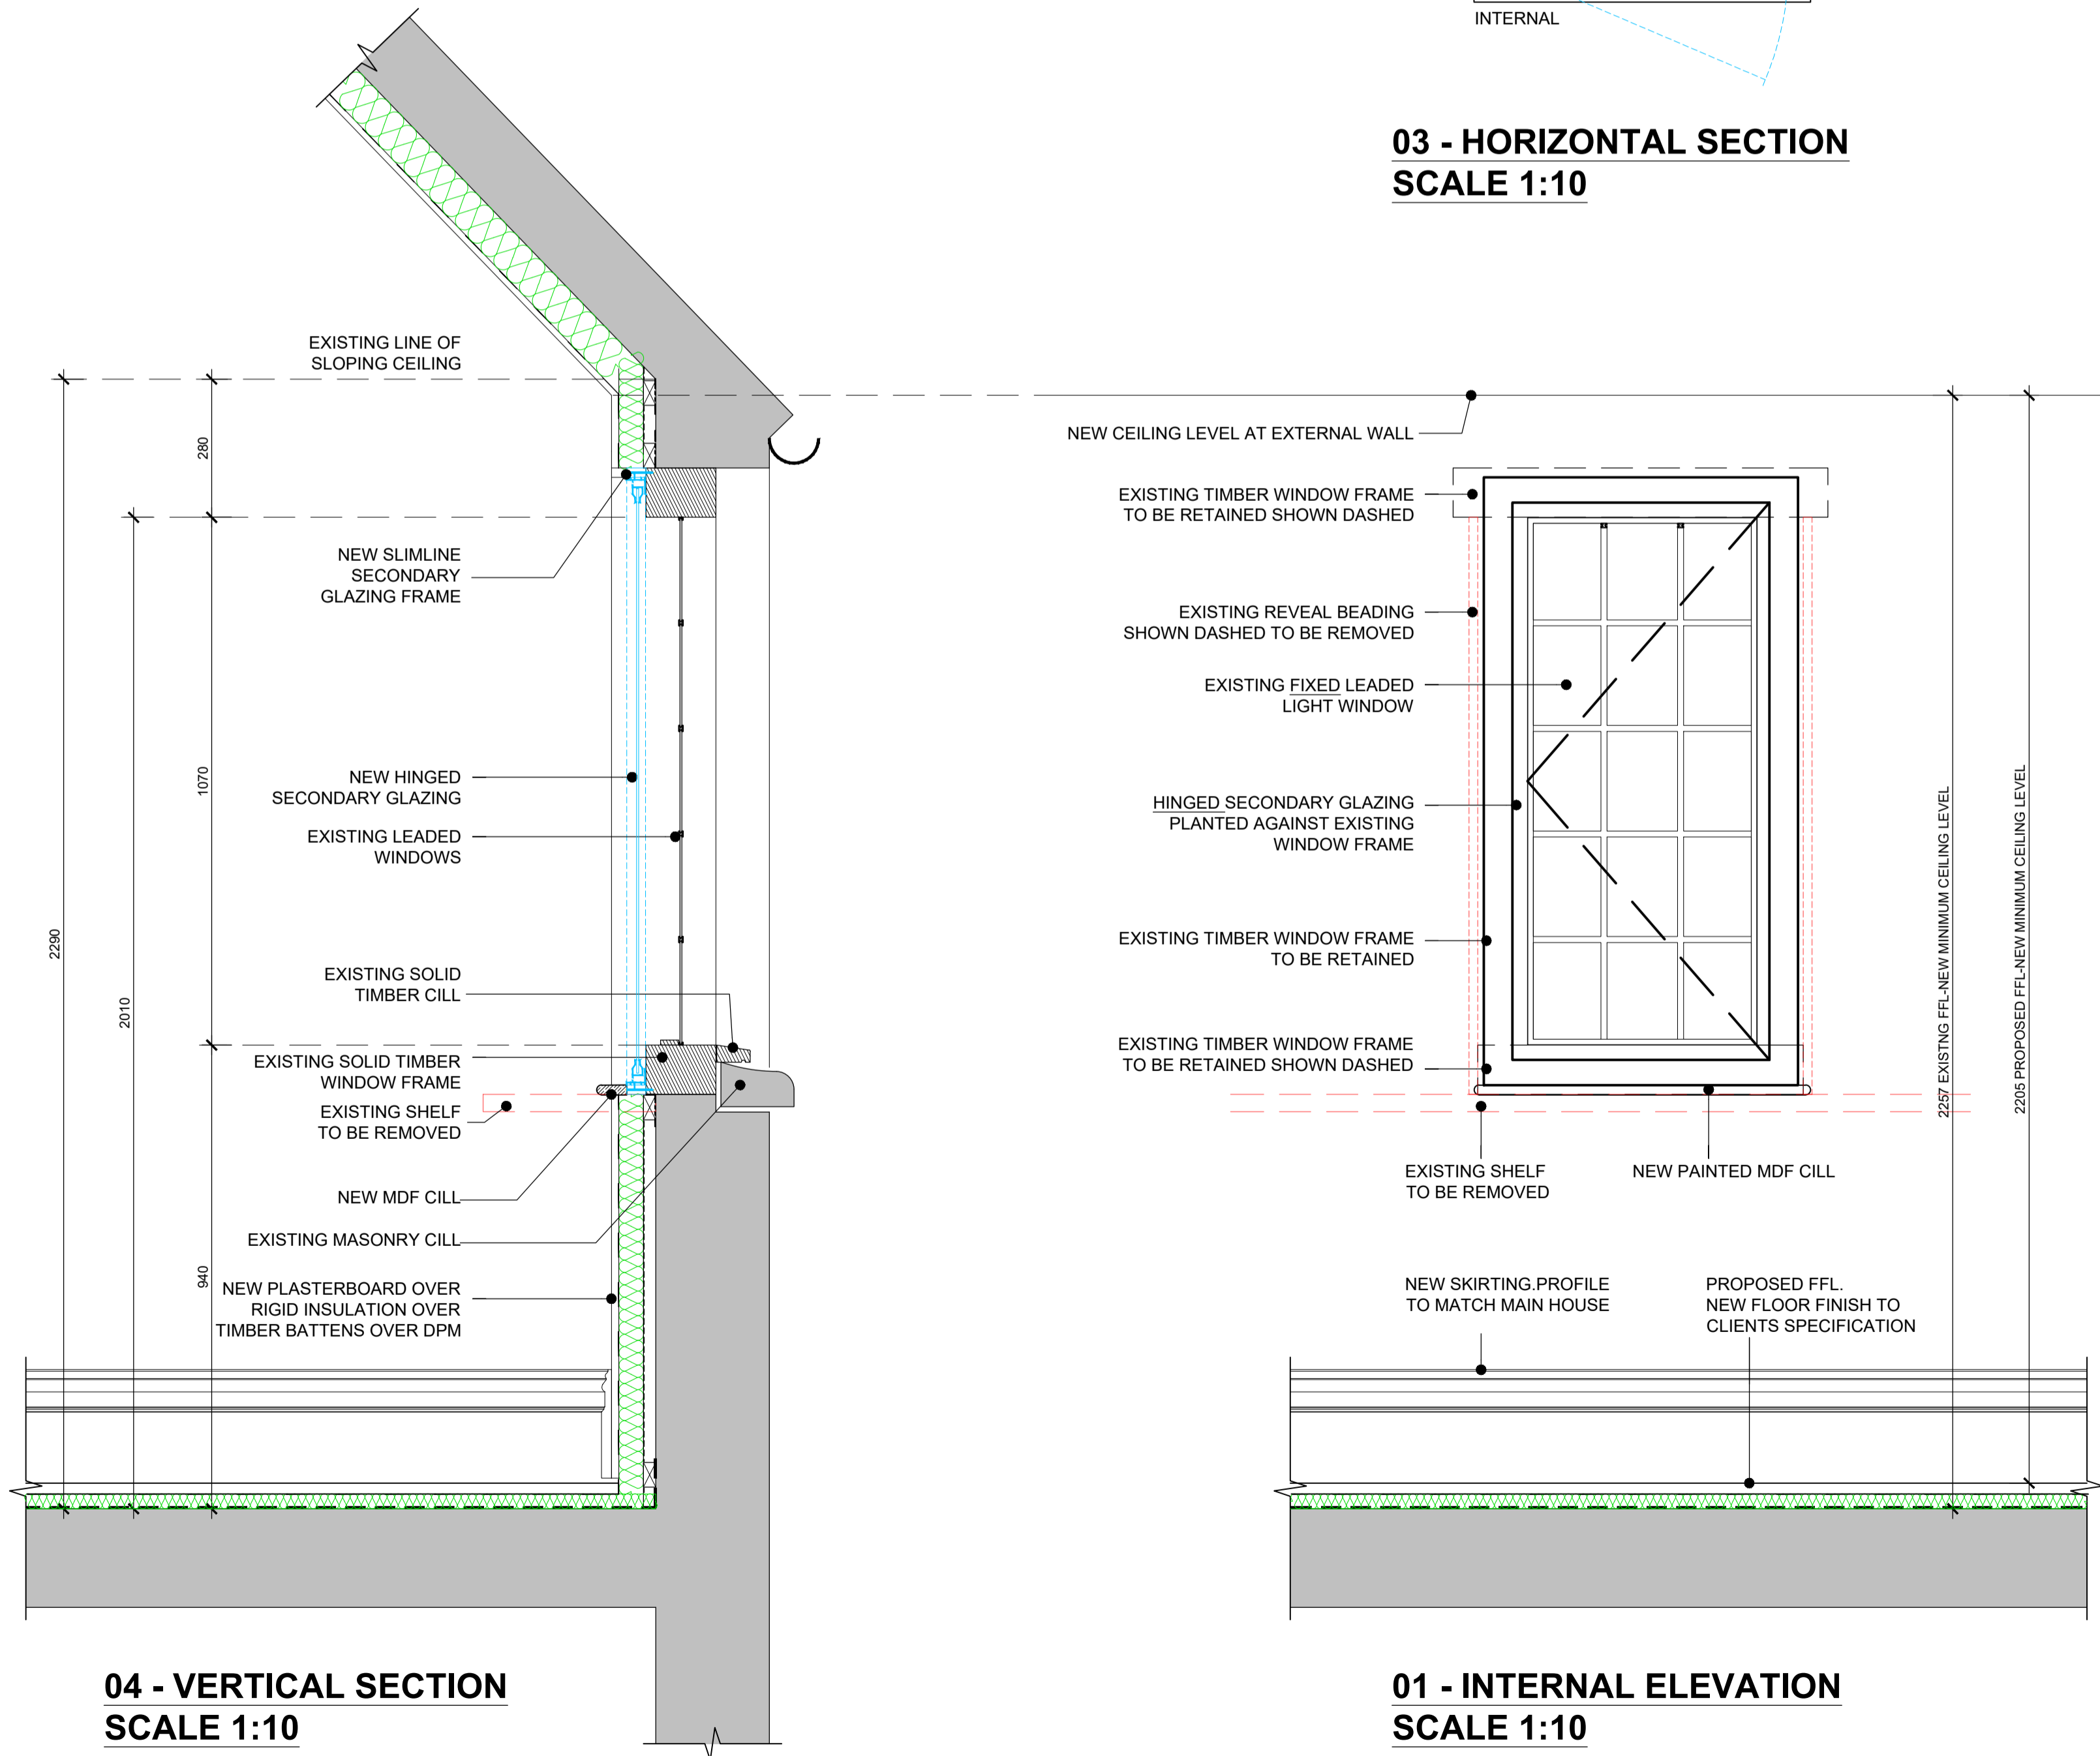 INTERNAL
03 - HORIZONTAL SECTION
SCALE 1:10
EXISTING LINE OF
SLOPING CEILING
280
NEW SLIMLINE
SECONDARY
GLAZING FRAME
1070
NEW HINGED
SECONDARY GLAZING
EXISTING LEADED
WINDOWS
2290
2010
EXISTING SOLID
TIMBER CILL
EXISTING SOLID TIMBER
WINDOW FRAME
EXISTING SHELF
TO BE REMOVED
NEW MDF CILL
EXISTING MASONRY CILL
940
NEW PLASTERBOARD OVER
RIGID INSULATION OVER
TIMBER BATTENS OVER DPM
04 - VERTICAL SECTION
SCALE 1:10
NEW CEILING LEVEL AT EXTERNAL WALL
EXISTING TIMBER WINDOW FRAME
TO BE RETAINED SHOWN DASHED
EXISTING REVEAL BEADING
SHOWN DASHED TO BE REMOVED
EXISTING FIXED LEADED
LIGHT WINDOW
HINGED SECONDARY GLAZING
PLANTED AGAINST EXISTING
WINDOW FRAME
EXISTING TIMBER WINDOW FRAME
TO BE RETAINED
EXISTING TIMBER WINDOW FRAME
TO BE RETAINED SHOWN DASHED
2257 EXISTNG FFL-NEW MINIMUM CEILING LEVEL
2205 PROPOSED FFL-NEW MINIMUM CEILING LEVEL
EXISTING SHELF
TO BE REMOVED
NEW PAINTED MDF CILL
NEW SKIRTING.PROFILE
TO MATCH MAIN HOUSE
PROPOSED FFL.
NEW FLOOR FINISH TO
CLIENTS SPECIFICATION
01 - INTERNAL ELEVATION
SCALE 1:10